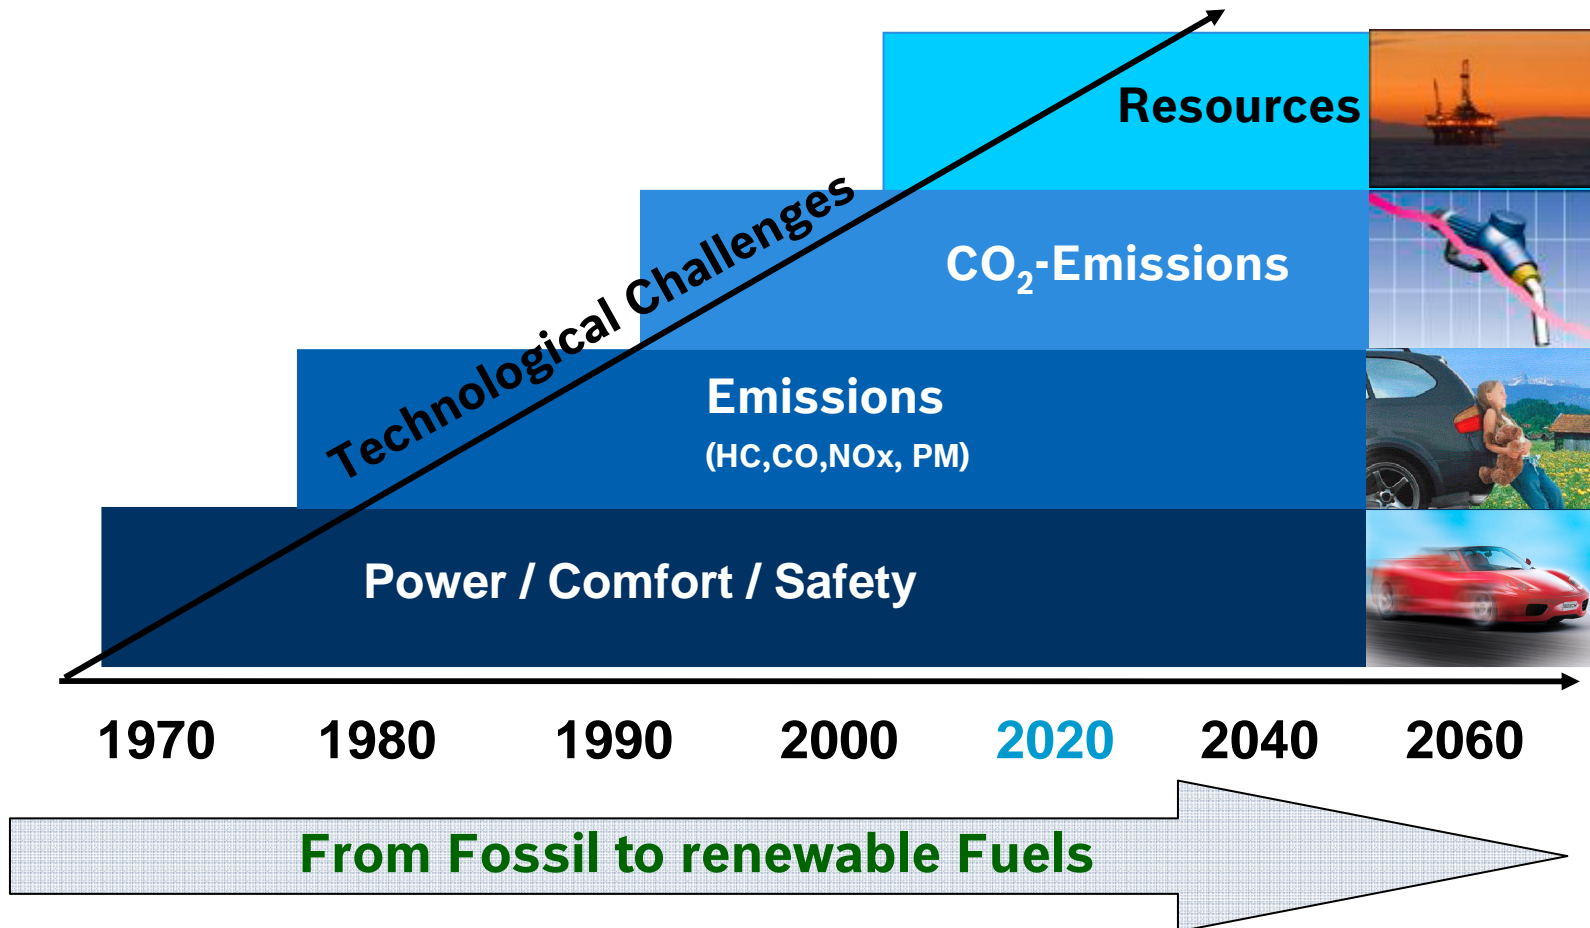 Resources
Technological Challenges
CO₂-Emissions
Emissions
(HC,CO,NOx, PM)
Power / Comfort / Safety
1970 1980 1990 2000 2020 2040 2060
From Fossil to renewable Fuels